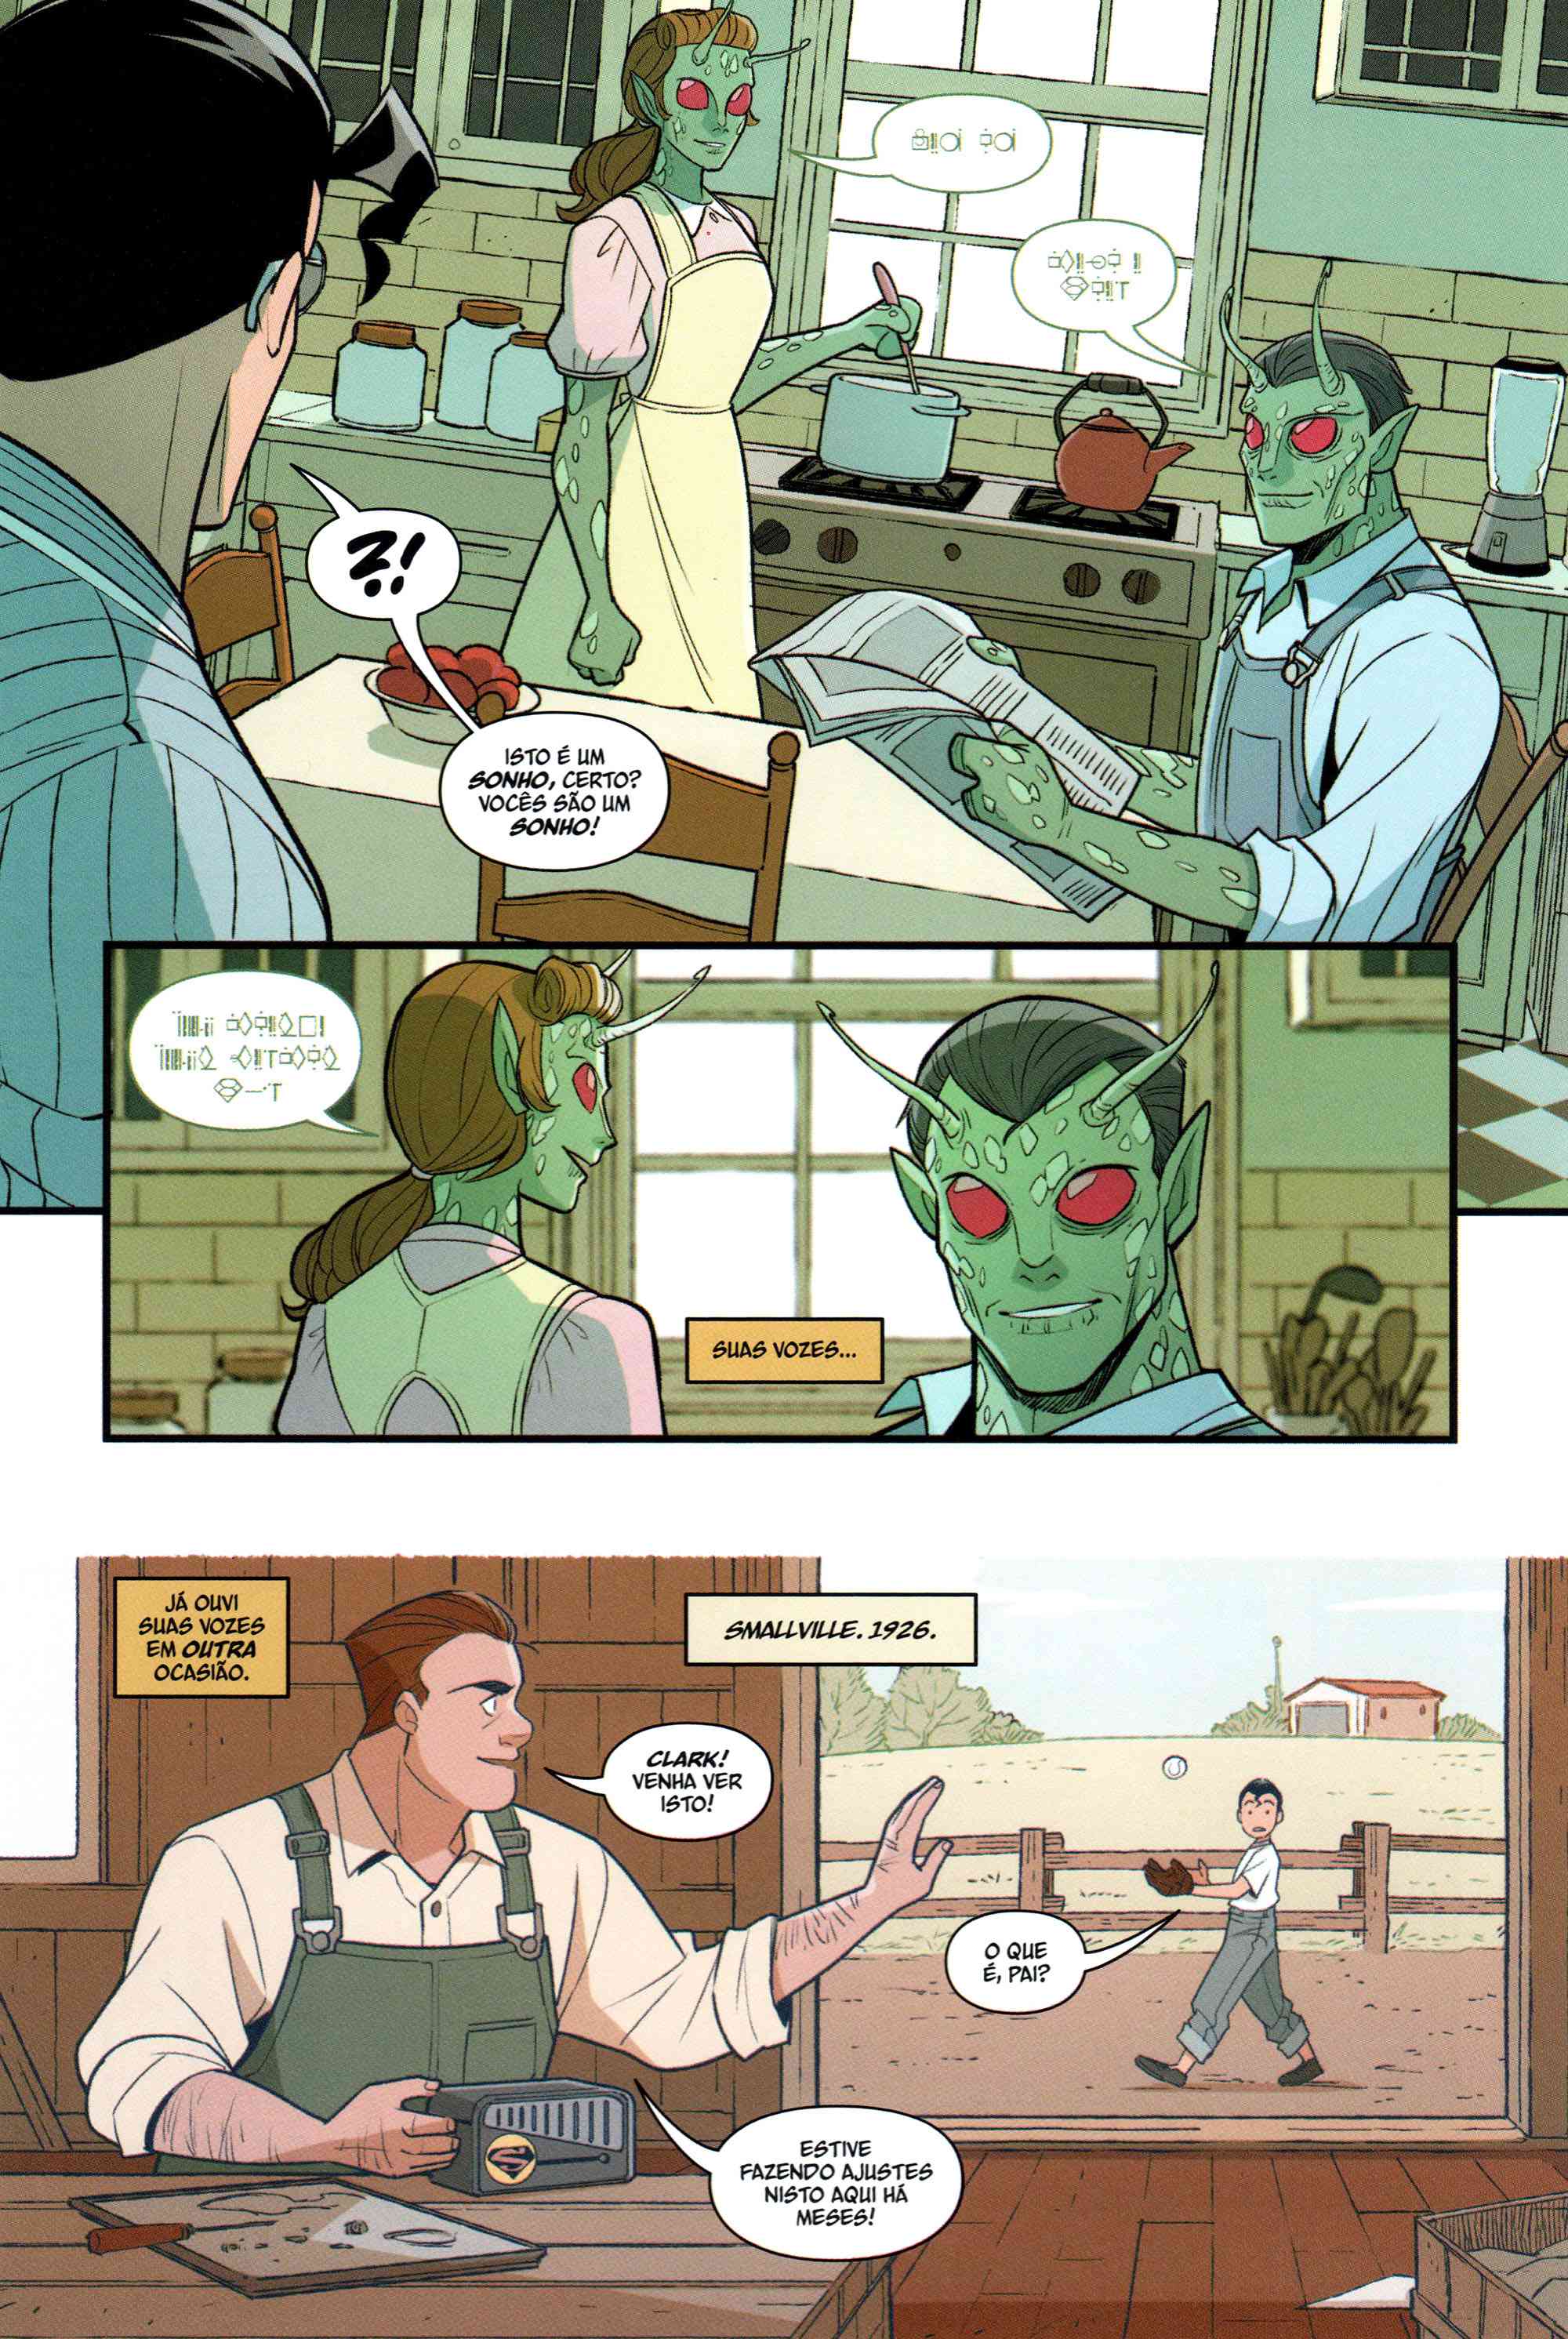 ?!
ISTO É UM
SONHO, CERTO?
VOCÊS SÃO UM
SONHO!
SUAS VOZES...
JÁ OUVI
SUAS VOZES
EM OUTRA
OCASIÃO.
SMALLVILLE. 1926.
CLARK!
VENHA VER
ISTO!
O QUE
É, PAI?
ESTIVE
FAZENDO AJUSTES
NISTO AQUI HÁ
MESES!